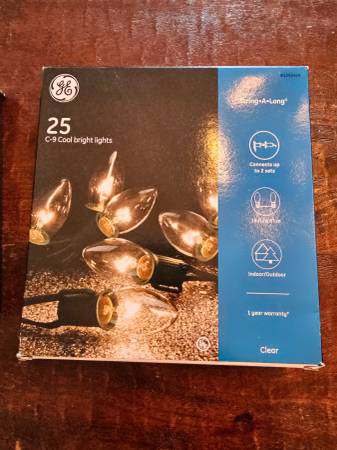 GE
25
C-9 Cool bright lights
String•A•Long®
Connects up
to 2 sets
Indoor/Outdoor
1 year warranty*
Clear